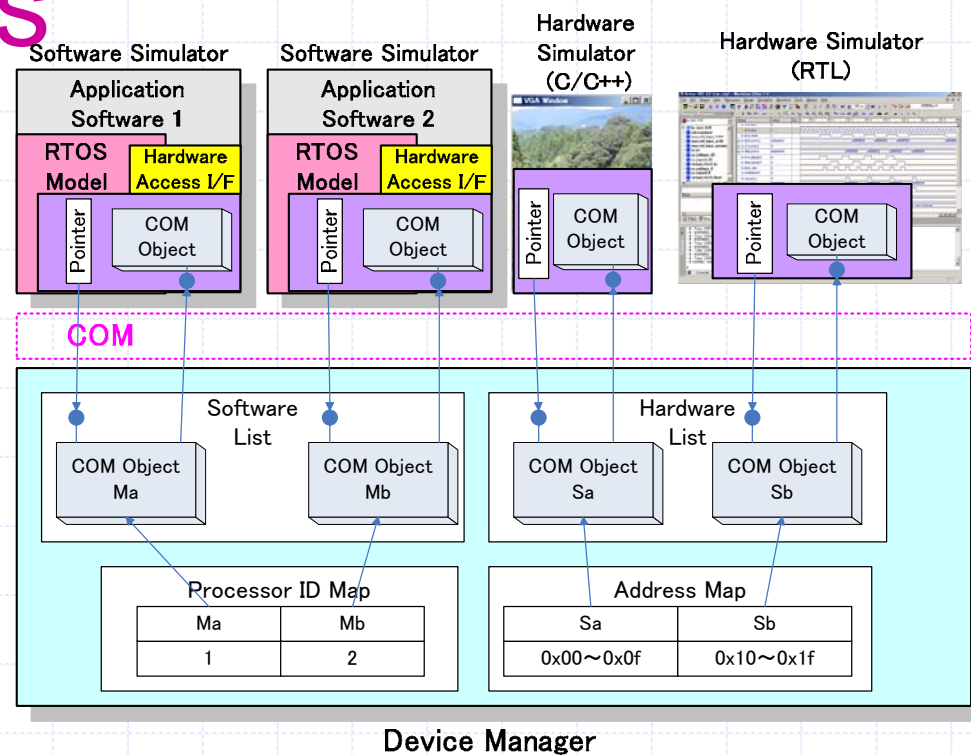 S
Software Simulator
Software Simulator
Hardware
Simulator
(C/C++)
Hardware Simulator
(RTL)
Application
Software 1
RTOS
Model
Hardware
Access I/F
Pointer
COM
Object
Application
Software 2
RTOS
Model
Hardware
Access I/F
Pointer
COM
Object
VGA Window
Pointer
COM
Object
Pointer
COM
Object
COM
Software
List
COM Object
Ma
COM Object
Mb
Hardware
List
COM Object
Sa
COM Object
Sb
Processor ID Map
Ma Mb
1 2
Address Map
Sa Sb
0x00～0x0f 0x10～0x1f
Device Manager